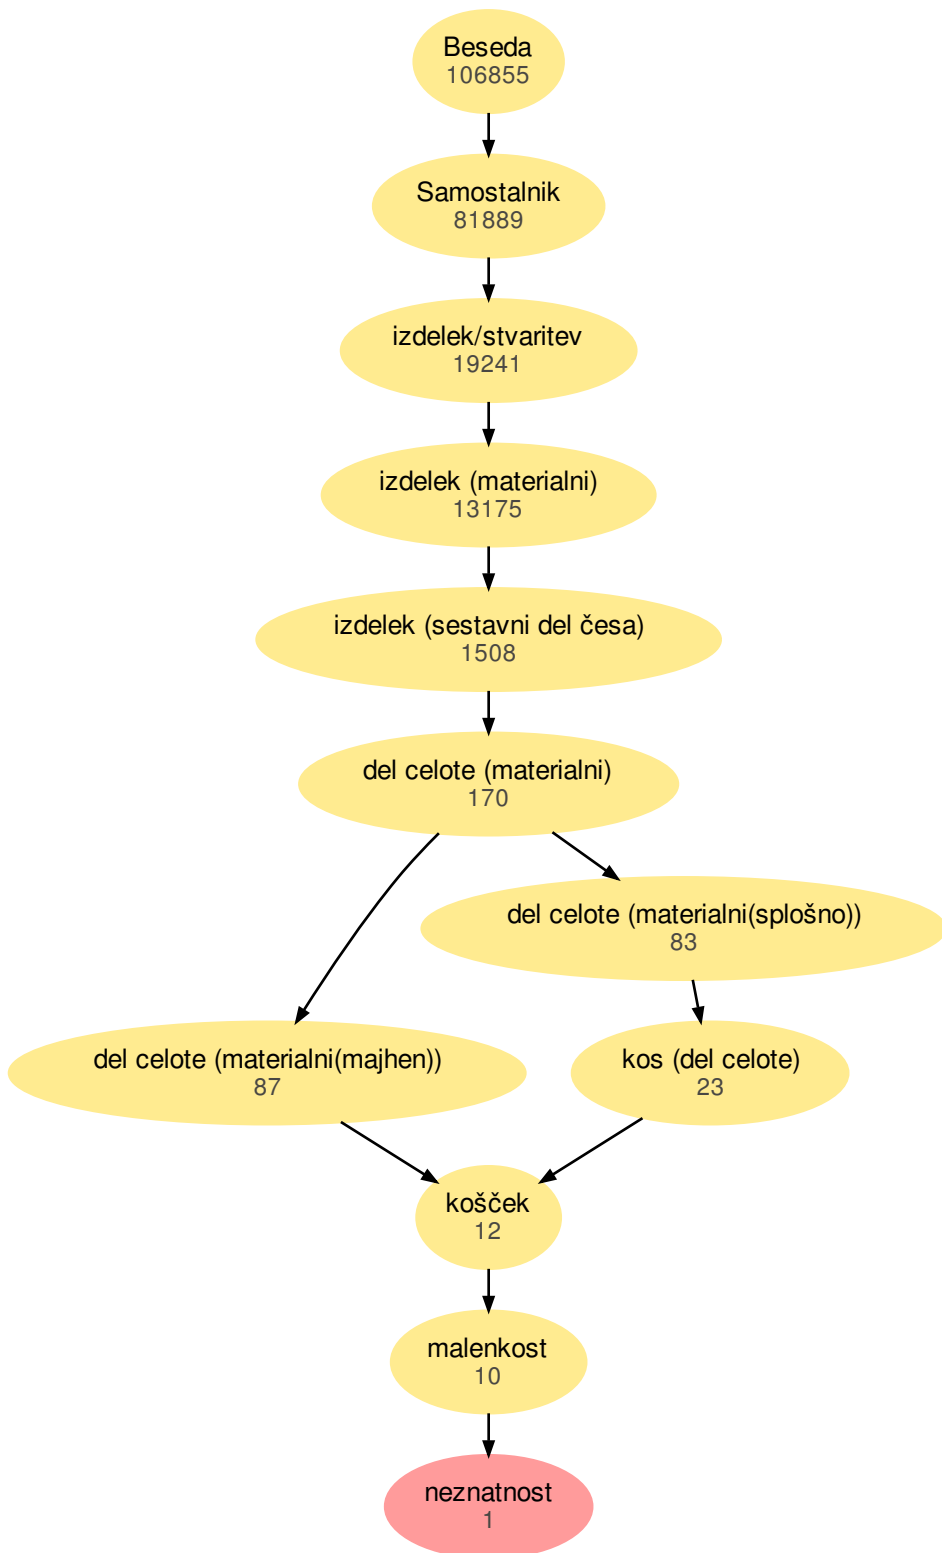 Beseda
106855
Samostalnik
81889
izdelek/stvaritev
19241
izdelek (materialni)
13175
izdelek (sestavni del česa)
1508
del celote (materialni)
170
del celote (materialni(splošno))
83
del celote (materialni(majhen))
87
kos (del celote)
23
košček
12
malenkost
10
neznatnost
1